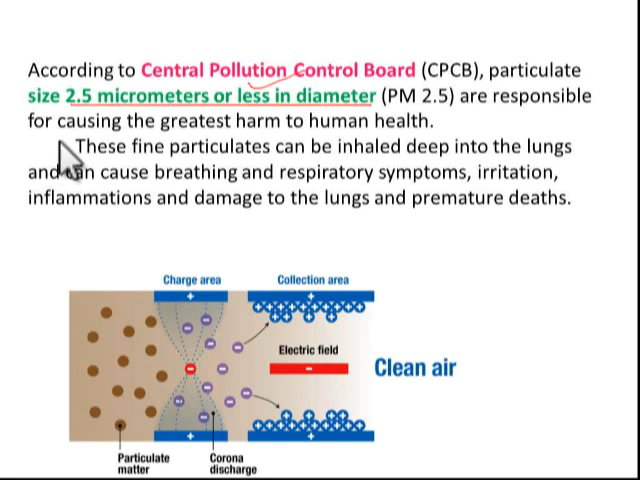 According to Central Pollution Control Board (CPCB), particulate
size 2.5 micrometers or less in diameter (PM 2.5) are responsible
for causing the greatest harm to human health.
These fine particulates can be inhaled deep into the lungs
and can cause breathing and respiratory symptoms, irritation,
inflammations and damage to the lungs and premature deaths.
Charge area
Collection area
Electric field
Clean air
Particulate
matter
Corona
discharge